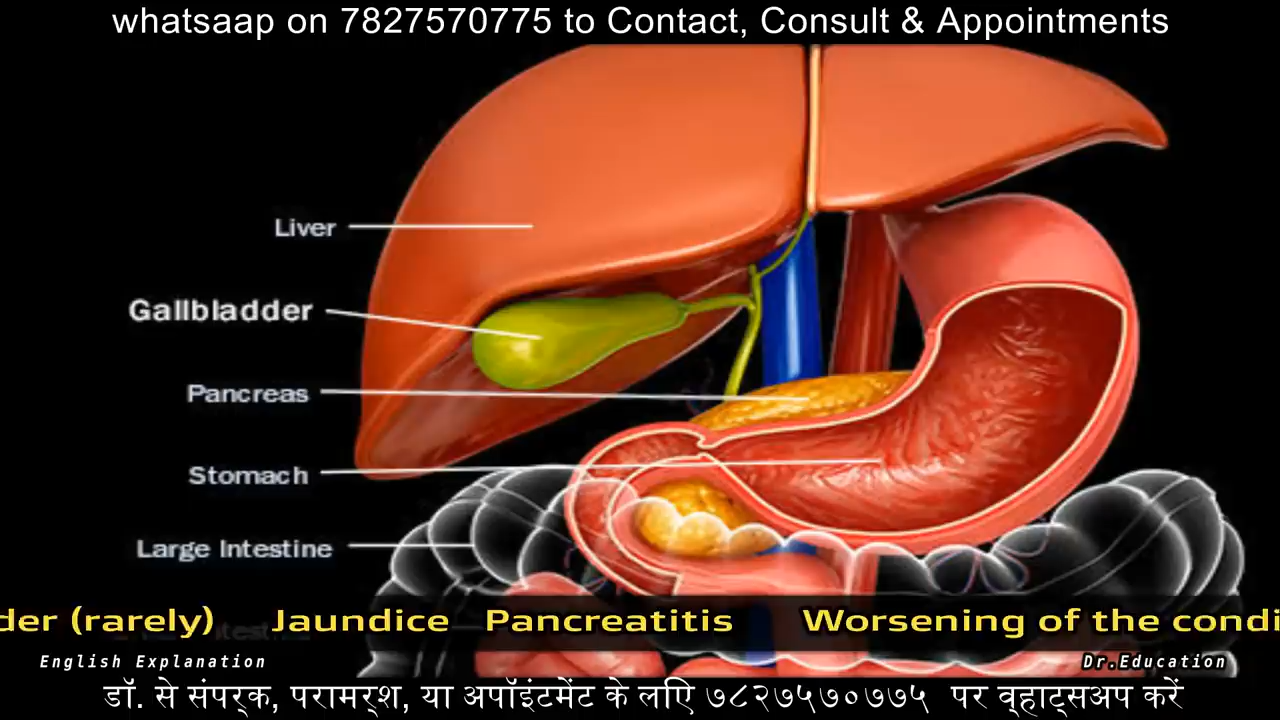 whatsaap on 7827570775 to Contact, Consult & Appointments
Liver
Gallbladder
Pancreas
Stomach
Large Intestine
der (rarely) Jaundice Pancreatitis Worsening of the condi
English Explanation
Dr.Education
डॉ. से संपर्क, परामर्श, या अपॉइंटमेंट के लिए ७८२७५७०७७५ पर व्हाट्सअप करें